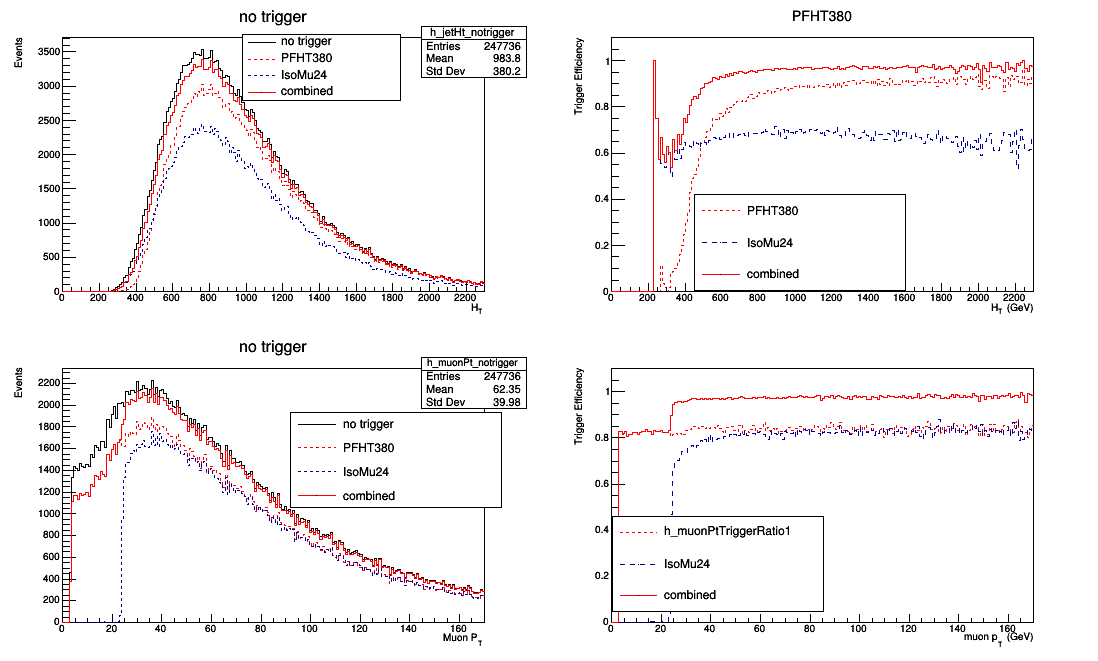 no trigger
Events
3500
3000
2500
2000
1500
1000
500
0
0 200 400 600 800 1000 1200 1400 1600 1800 2000 2200
H_T
no trigger
PFHT380
IsoMu24
combined
h_jetHt_notrigger
Entries 247736
Mean 983.8
Std Dev 380.2
PFHT380
Trigger Efficiency
1
0.8
0.6
0.4
0.2
0
0 200 400 600 800 1000 1200 1400 1600 1800 2000 2200
H_T (GeV)
PFHT380
IsoMu24
combined
no trigger
Events
2200
2000
1800
1600
1400
1200
1000
800
600
400
200
0
0 20 40 60 80 100 120 140 160
Muon P_T
h_muonPt_notrigger
Entries 247736
Mean 62.35
Std Dev 39.98
no trigger
PFHT380
IsoMu24
combined
Trigger Efficiency
1
0.8
0.6
0.4
0.2
0
0 20 40 60 80 100 120 140 160
muon p_T (GeV)
h_muonPtTriggerRatio1
IsoMu24
combined